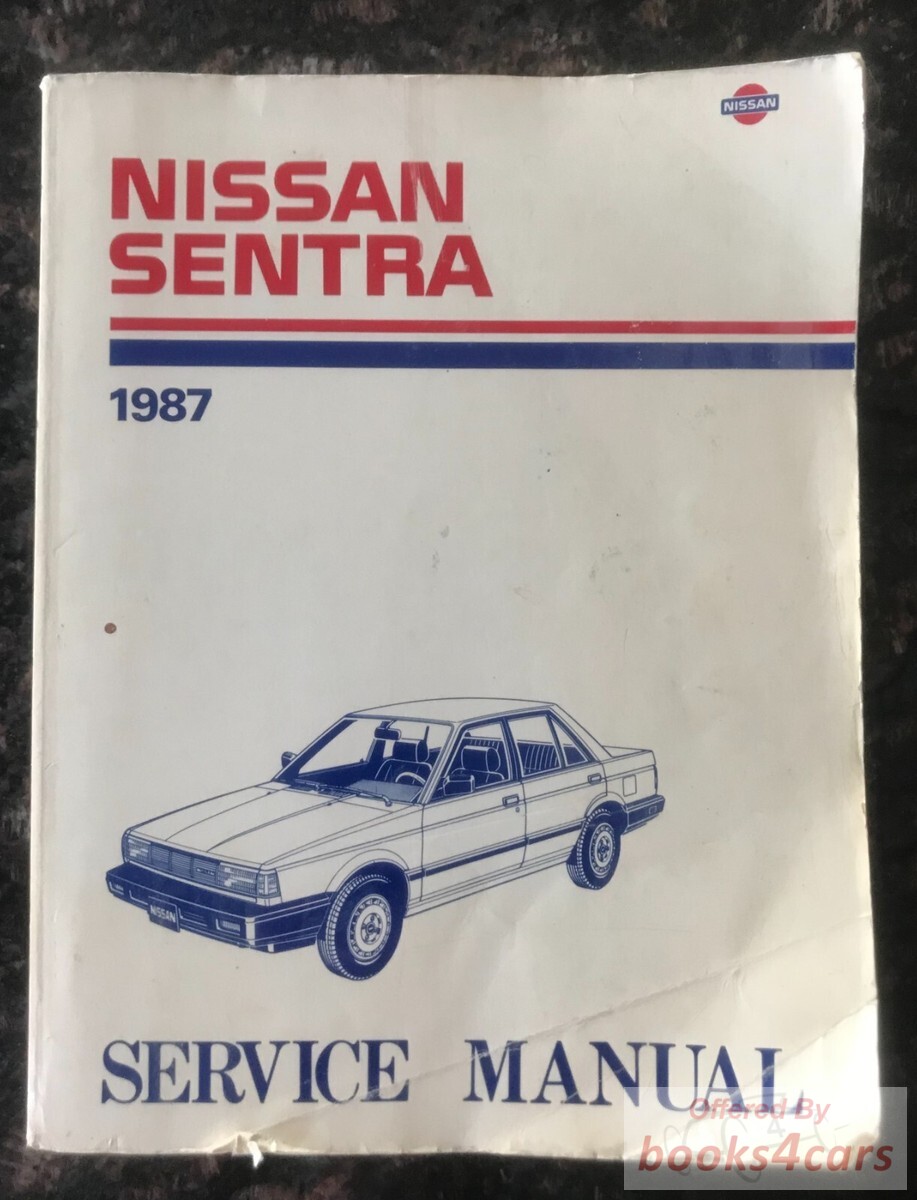 NISSAN
NISSAN
SENTRA
1987
NISSAN
SERVICE MANUAL
Offered By
books4cars